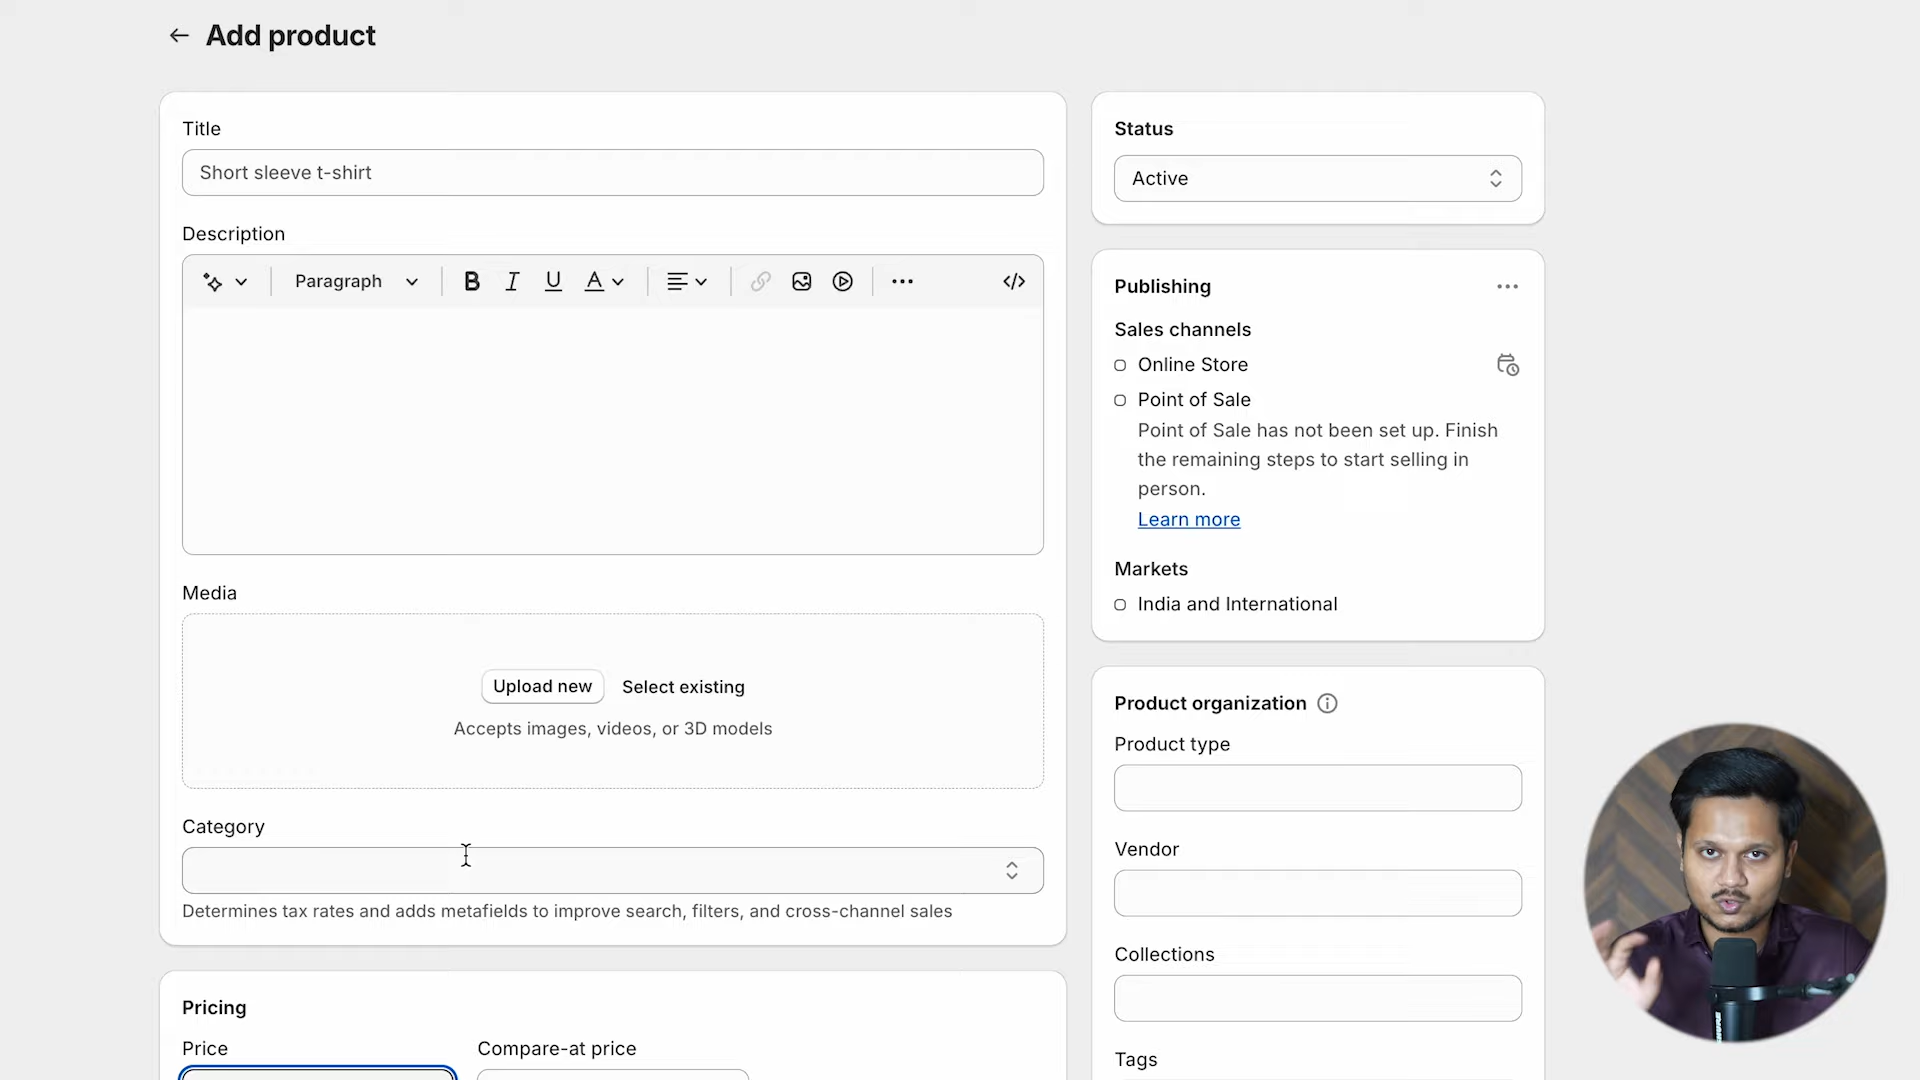 Add product
Title
Short sleeve t-shirt
Description
Paragraph
B I U A
Media
Upload new Select existing
Accepts images, videos, or 3D models
Category
Determines tax rates and adds metafields to improve search, filters, and cross-channel sales
Pricing
Price Compare-at price
Status
Active
Publishing
Sales channels
Online Store
Point of Sale
Point of Sale has not been set up. Finish
the remaining steps to start selling in
person.
Learn more
Markets
India and International
Product organization
Product type
Vendor
Collections
Tags